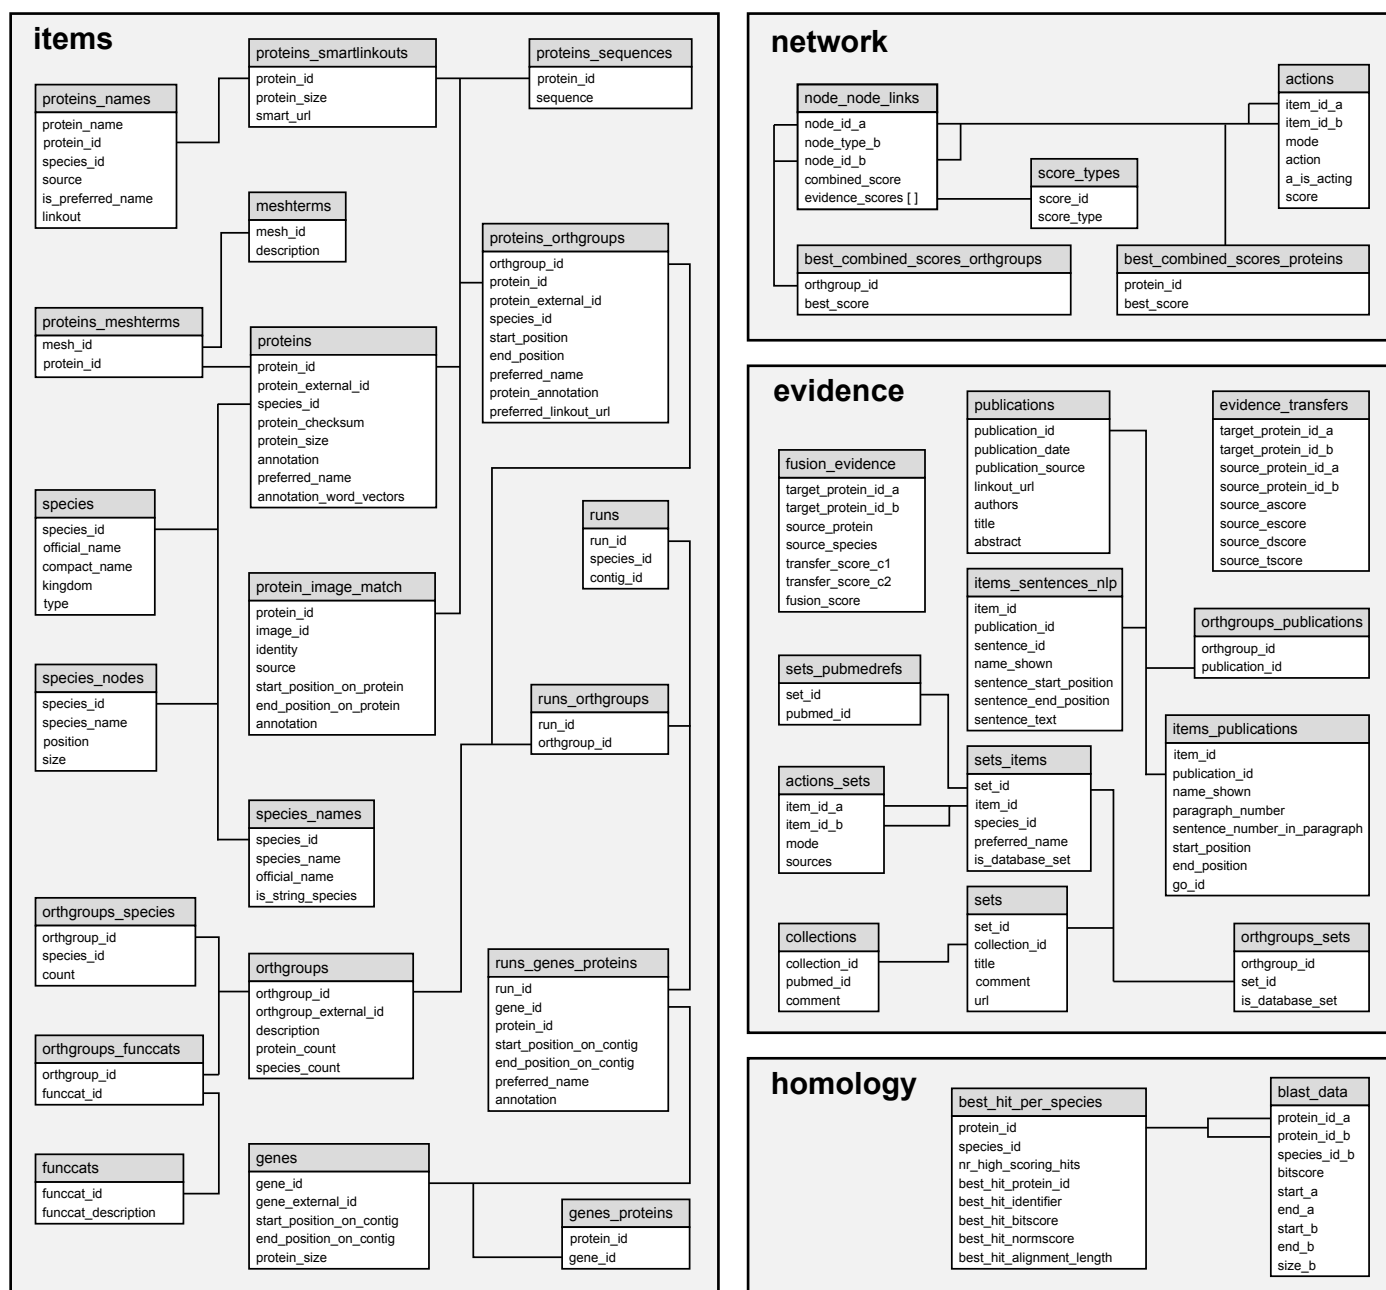 items
proteins_names
protein_name
protein_id
species_id
source
is_preferred_name
linkout
proteins_smartlinkouts
protein_id
protein_size
smart_url
proteins_sequences
protein_id
sequence
meshterms
mesh_id
description
proteins_orthgroups
orthgroup_id
protein_id
protein_external_id
species_id
start_position
end_position
preferred_name
protein_annotation
preferred_linkout_url
proteins_meshterms
mesh_id
protein_id
proteins
protein_id
protein_external_id
species_id
protein_checksum
protein_size
annotation
preferred_name
annotation_word_vectors
species
species_id
official_name
compact_name
kingdom
type
runs
run_id
species_id
contig_id
protein_image_match
protein_id
image_id
identity
source
start_position_on_protein
end_position_on_protein
annotation
species_nodes
species_id
species_name
position
size
runs_orthgroups
run_id
orthgroup_id
species_names
species_id
species_name
official_name
is_string_species
orthgroups_species
orthgroup_id
species_id
count
orthgroups
orthgroup_id
orthgroup_external_id
description
protein_count
species_count
runs_genes_proteins
run_id
gene_id
protein_id
start_position_on_contig
end_position_on_contig
preferred_name
annotation
orthgroups_funccats
orthgroup_id
funccat_id
funccats
funccat_id
funccat_description
genes
gene_id
gene_external_id
start_position_on_contig
end_position_on_contig
protein_size
genes_proteins
protein_id
gene_id
network
node_node_links
node_id_a
node_type_b
node_id_b
combined_score
evidence_scores [ ]
score_types
score_id
score_type
actions
item_id_a
item_id_b
mode
action
a_is_acting
score
best_combined_scores_orthgroups
orthgroup_id
best_score
best_combined_scores_proteins
protein_id
best_score
evidence
fusion_evidence
target_protein_id_a
target_protein_id_b
source_protein
source_species
transfer_score_c1
transfer_score_c2
fusion_score
publications
publication_id
publication_date
publication_source
linkout_url
authors
title
abstract
evidence_transfers
target_protein_id_a
target_protein_id_b
source_protein_id_a
source_protein_id_b
source_ascore
source_escore
source_dscore
source_tscore
items_sentences_nlp
item_id
publication_id
sentence_id
name_shown
sentence_start_position
sentence_end_position
sentence_text
orthgroups_publications
orthgroup_id
publication_id
sets_pubmedrefs
set_id
pubmed_id
items_publications
item_id
publication_id
name_shown
paragraph_number
sentence_number_in_paragraph
start_position
end_position
go_id
actions_sets
item_id_a
item_id_b
mode
sources
sets_items
set_id
item_id
species_id
preferred_name
is_database_set
collections
collection_id
pubmed_id
comment
sets
set_id
collection_id
title
comment
url
orthgroups_sets
orthgroup_id
set_id
is_database_set
homology
best_hit_per_species
protein_id
species_id
nr_high_scoring_hits
best_hit_protein_id
best_hit_identifier
best_hit_bitscore
best_hit_normscore
best_hit_alignment_length
blast_data
protein_id_a
protein_id_b
species_id_b
bitscore
start_a
end_a
start_b
end_b
size_b